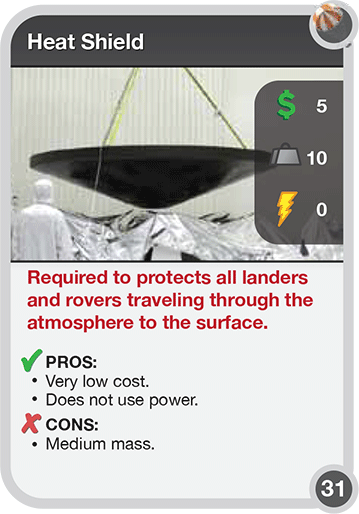 Heat Shield
5
10
0
Required to protects all landers
and rovers traveling through the
atmosphere to the surface.
PROS:
• Very low cost.
• Does not use power.
CONS:
• Medium mass.
31